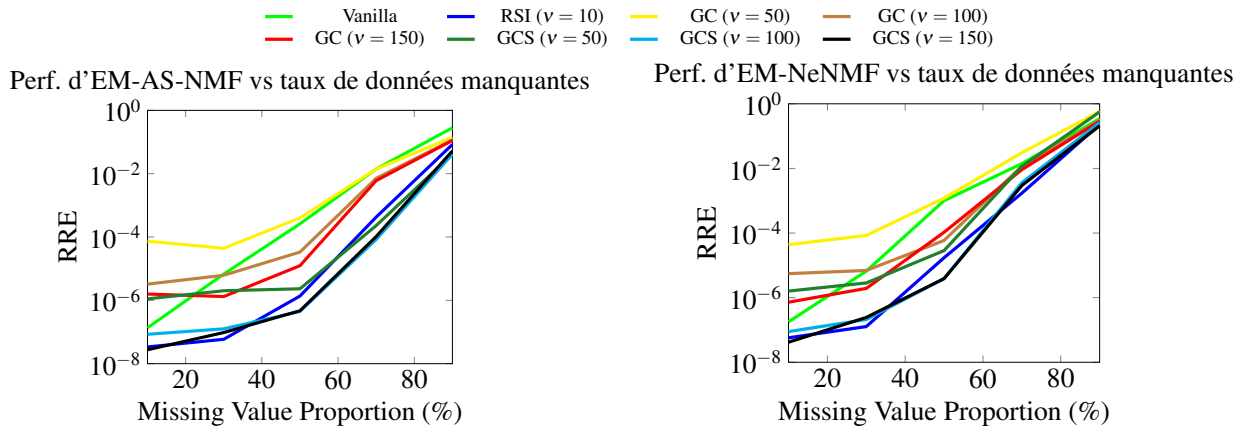 Vanilla RSI (ν = 10) GC (ν = 50) GC (ν = 100)
GC (ν = 150) GCS (ν = 50) GCS (ν = 100) GCS (ν = 150)
Perf. d'EM-AS-NMF vs taux de données manquantes
10⁰
10⁻²
10⁻⁴
10⁻⁶
10⁻⁸
RRE
20 40 60 80
Missing Value Proportion (%)
Perf. d'EM-NeNMF vs taux de données manquantes
10⁰
10⁻²
10⁻⁴
10⁻⁶
10⁻⁸
RRE
20 40 60 80
Missing Value Proportion (%)